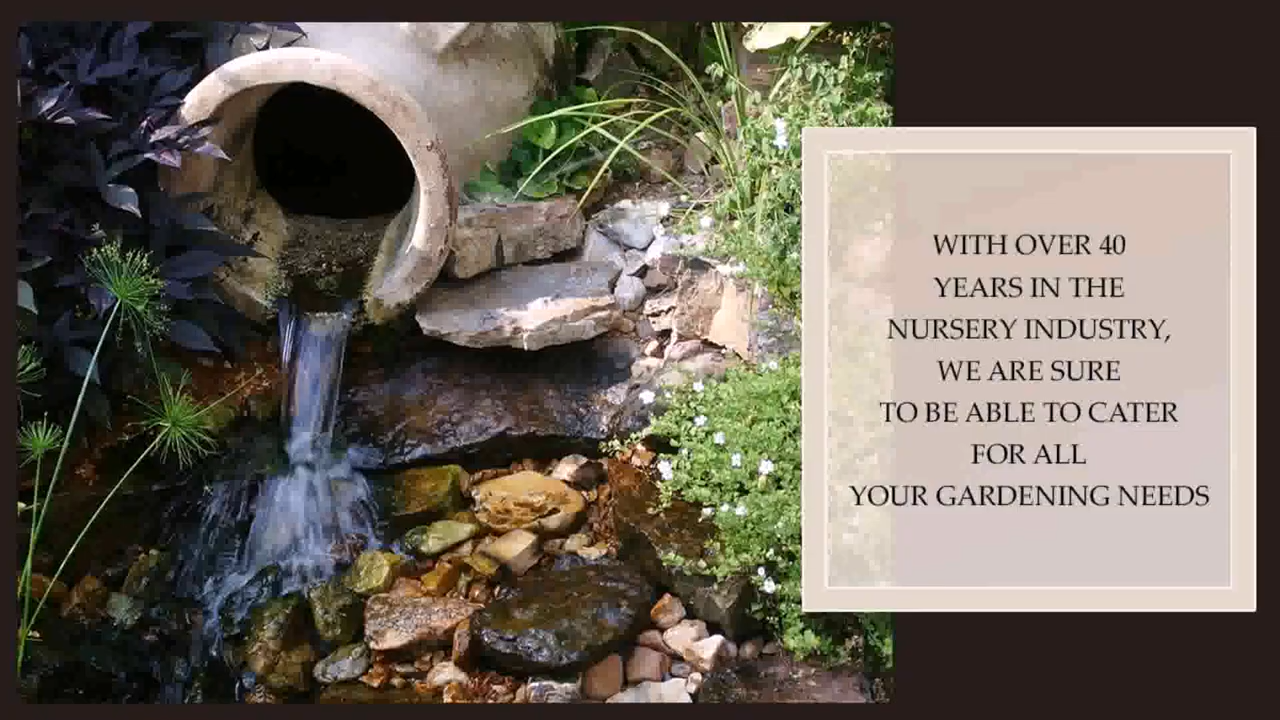 WITH OVER 40
YEARS IN THE
NURSERY INDUSTRY,
WE ARE SURE
TO BE ABLE TO CATER
FOR ALL
YOUR GARDENING NEEDS